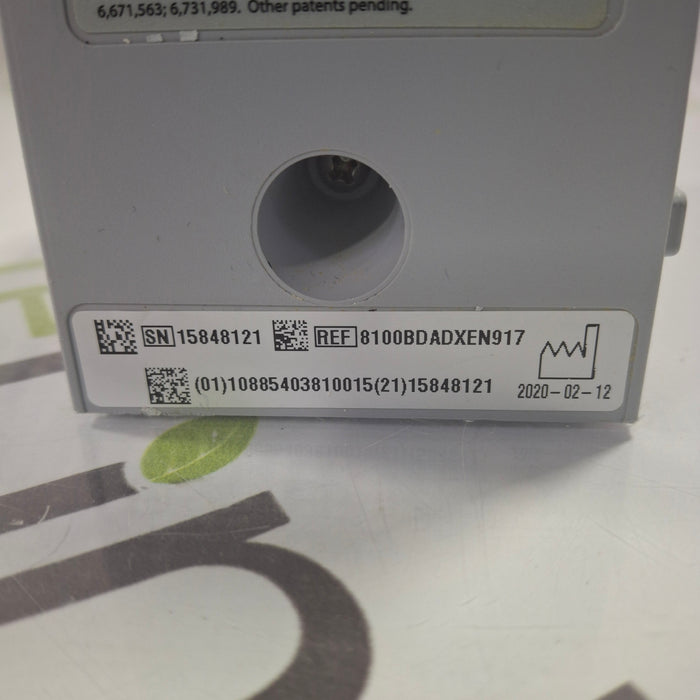 6,671,563; 6,731,989. Other patents pending.
SN 15848121 REF 8100BDADXEN917
(01)10885403810015(21)15848121 2020-02-12